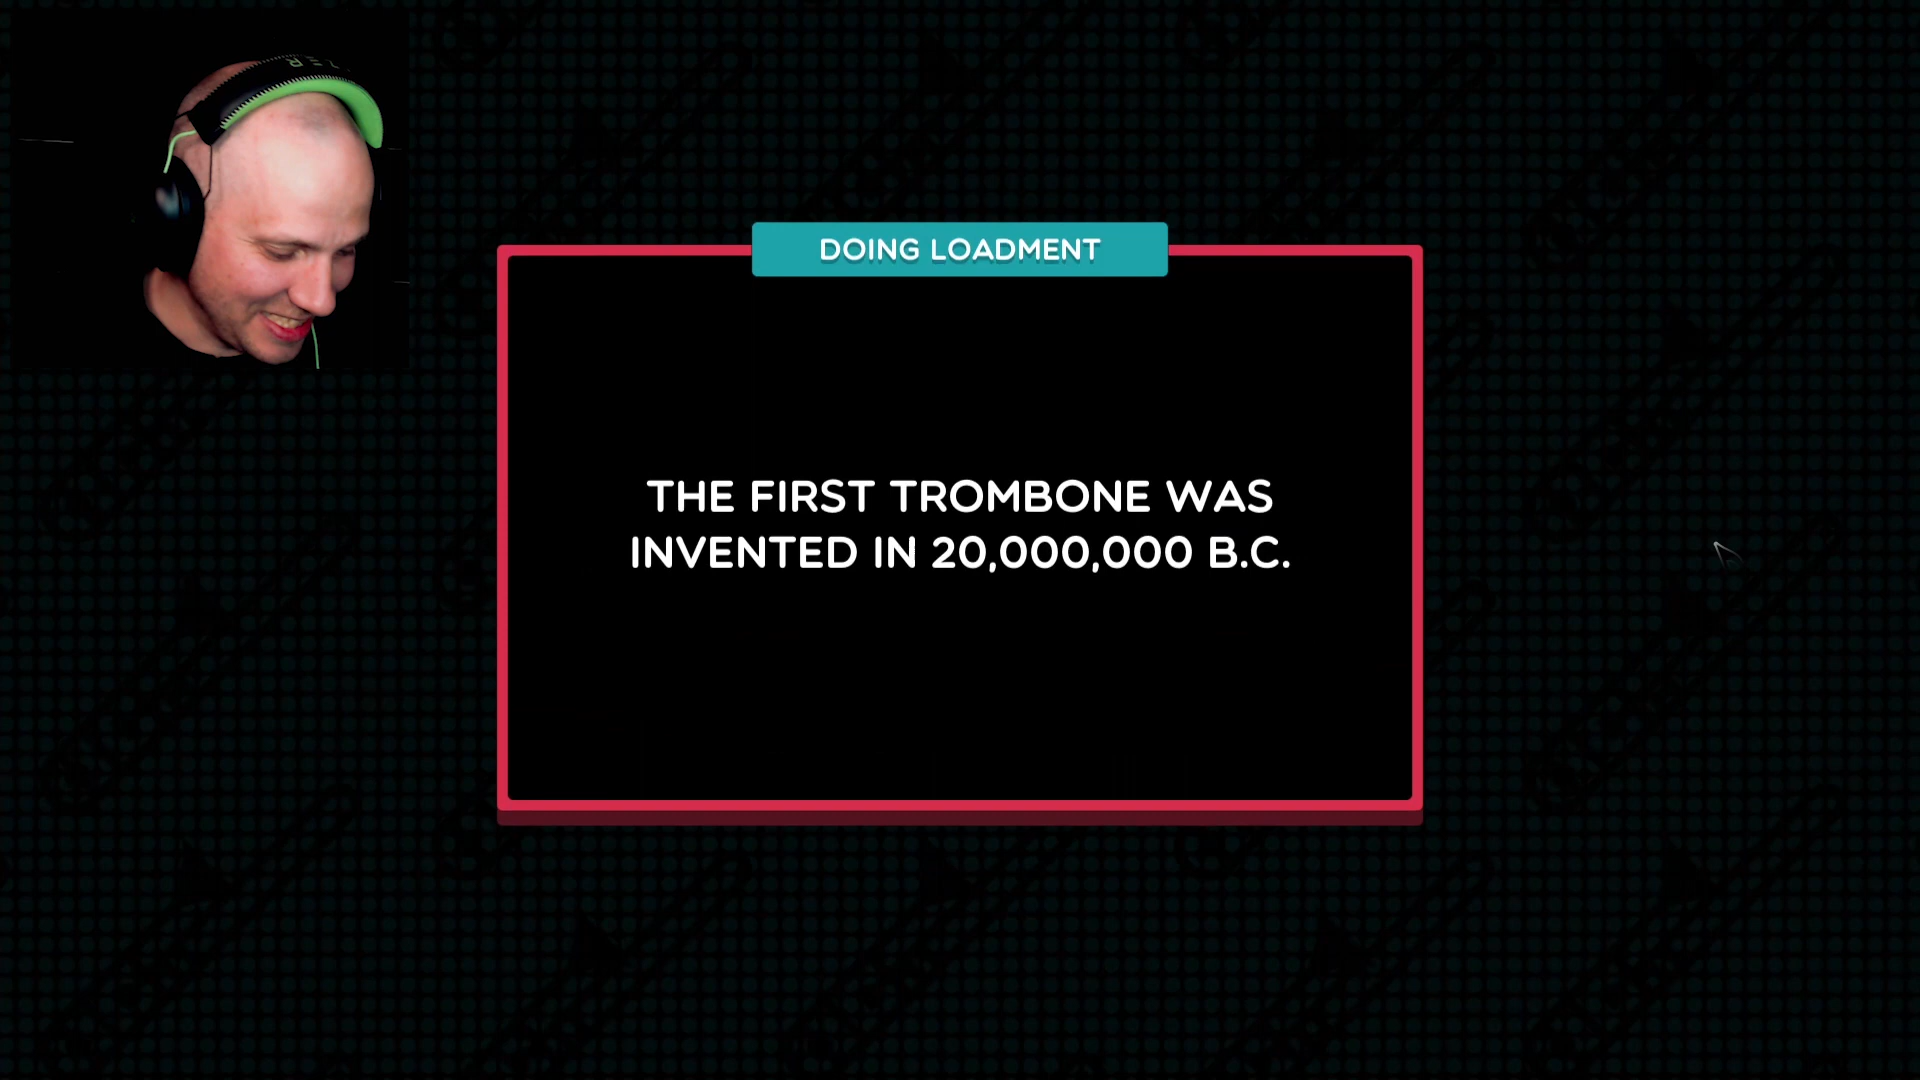 DOING LOADMENT
THE FIRST TROMBONE WAS
INVENTED IN 20,000,000 B.C.